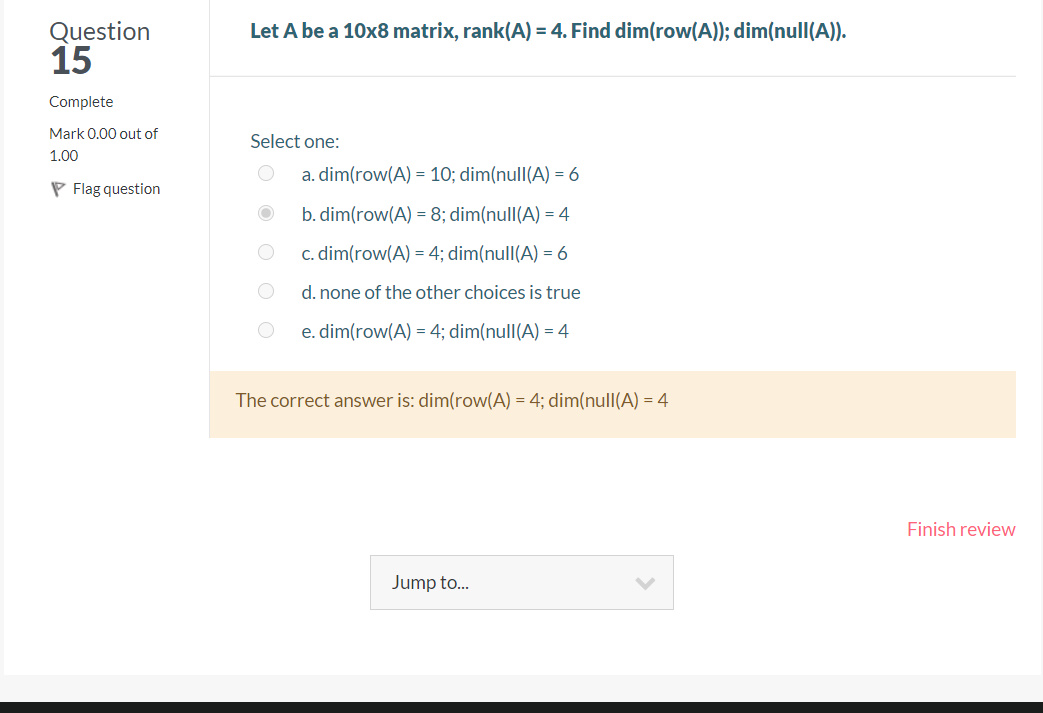 Question
15
Complete
Mark 0.00 out of
1.00
Flag question
Let A be a 10x8 matrix, rank(A) = 4. Find dim(row(A)); dim(null(A)).
Select one:
a. dim(row(A) = 10; dim(null(A) = 6
b. dim(row(A) = 8; dim(null(A) = 4
c. dim(row(A) = 4; dim(null(A) = 6
d. none of the other choices is true
e. dim(row(A) = 4; dim(null(A) = 4
The correct answer is: dim(row(A) = 4; dim(null(A) = 4
Finish review
Jump to...